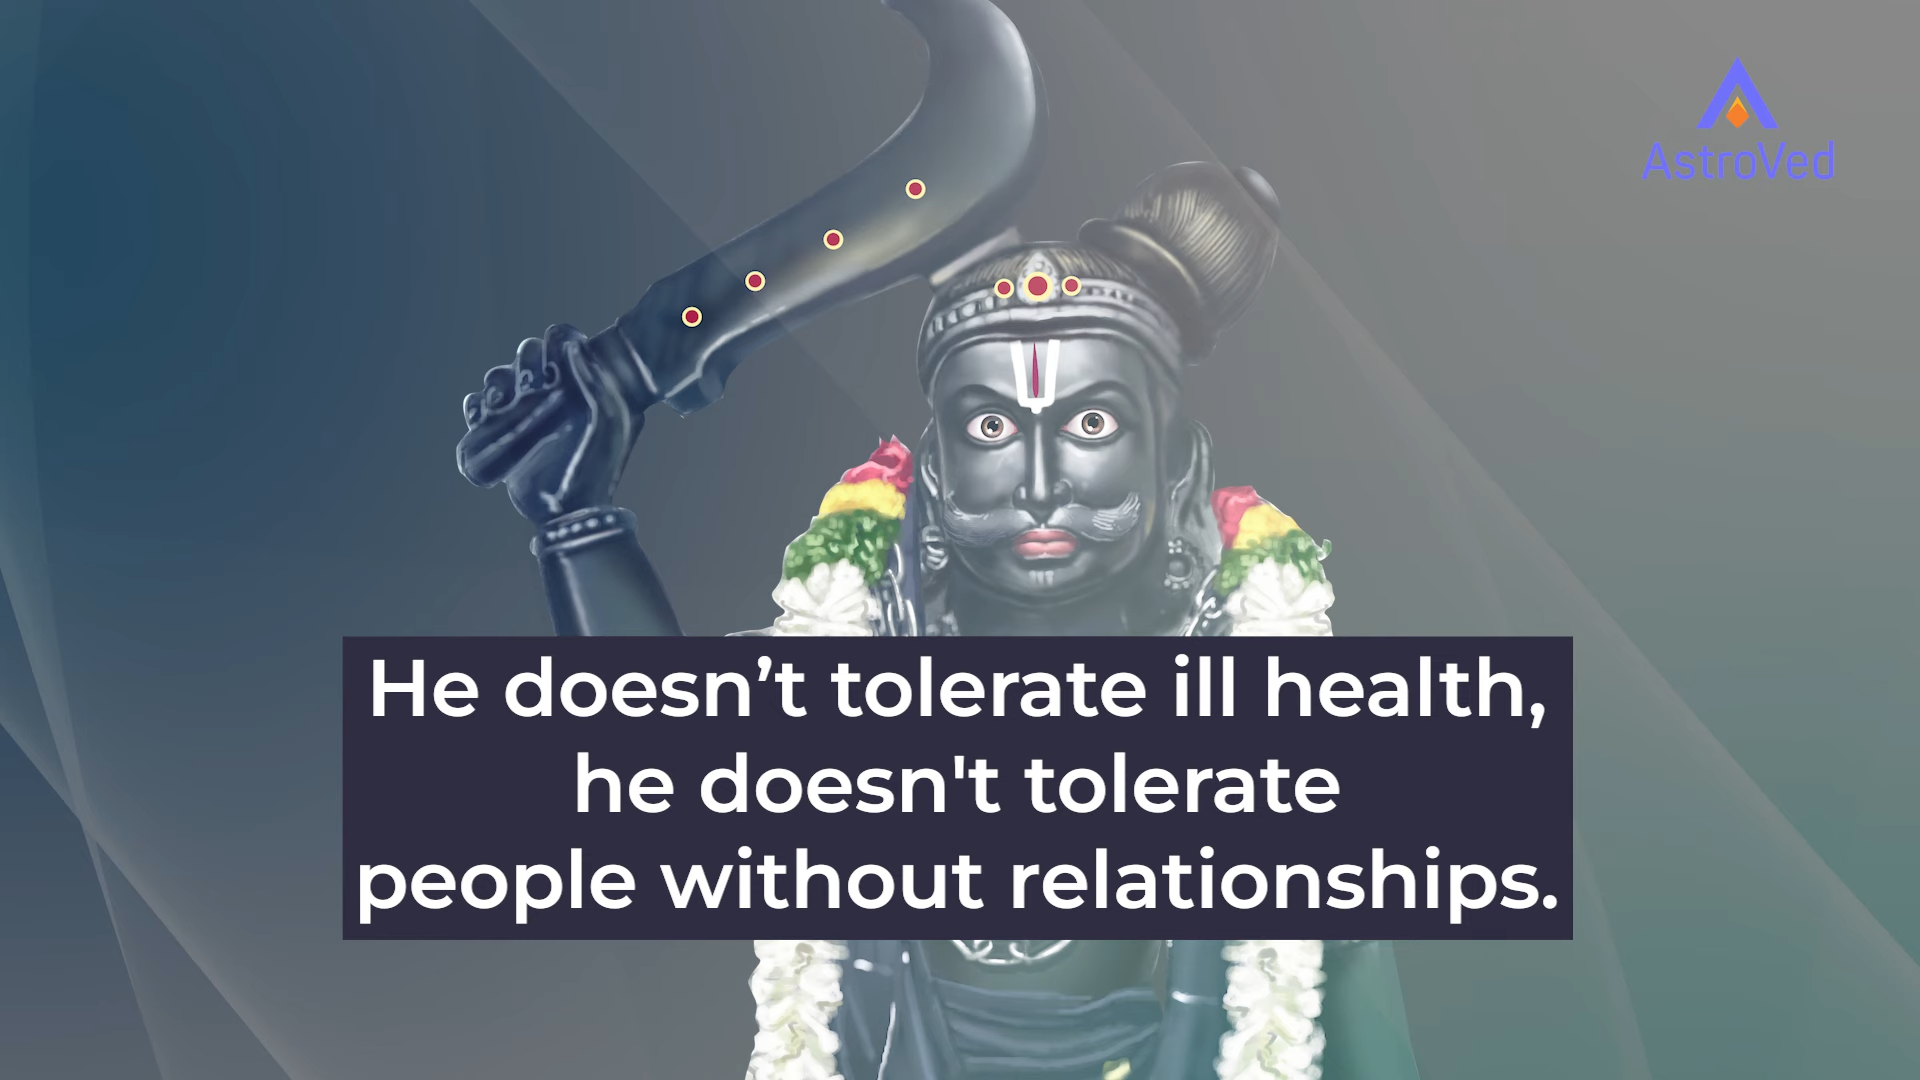 AstroVed
He doesn’t tolerate ill health,
he doesn't tolerate
people without relationships.